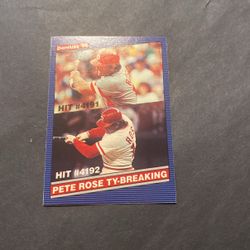 Donruss '86
HIT #4191
HIT #4192
PETE ROSE TY-BREAKING